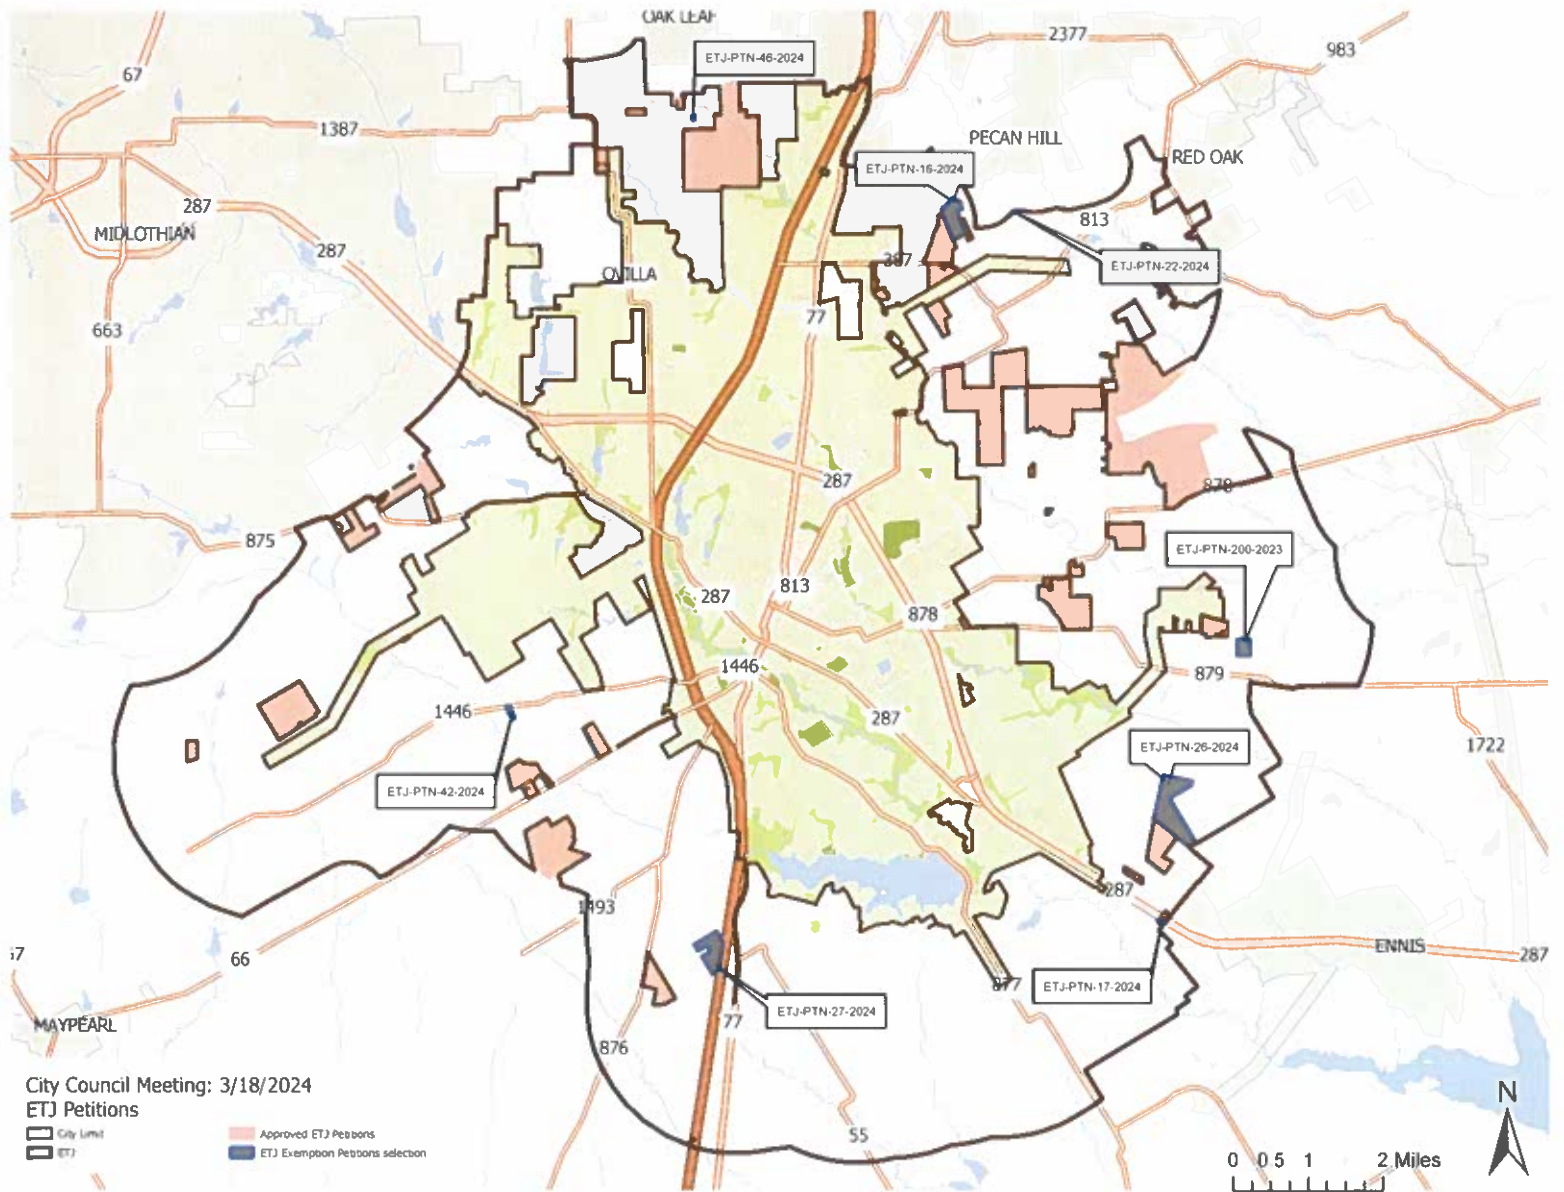 OAK LEAF
2377
983
ETJ-PTN-46-2024
67
1387
PECAN HILL
RED OAK
ETJ-PTN-16-2024
287
813
MIDLOTHIAN
287
387
ETJ-PTN-22-2024
OVILLA
663
77
287
878
875
ETJ-PTN-200-2023
287
813
878
1446
879
1446
287
ETJ-PTN-26-2024
1722
ETJ-PTN-42-2024
287
1493
66
ENNIS
287
877
ETJ-PTN-17-2024
ETJ-PTN-27-2024
77
MAYPEARL
876
City Council Meeting: 3/18/2024
ETJ Petitions
City Limit
ETJ
Approved ETJ Petitions
ETJ Exemption Petitions selection
55
N
0 0.5 1 2 Miles